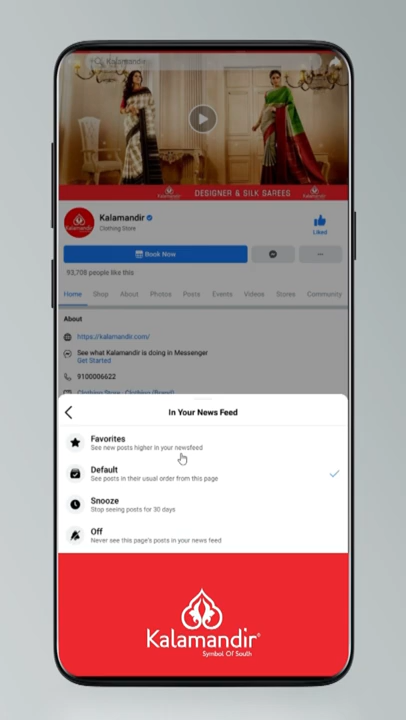 Kalamandir
DESIGNER & SILK SAREES
Kalamandir
Clothing Store
Liked
Book Now
93,708 people like this
Home Shop About Photos Posts Events Videos Stores Community
About
https://kalamandir.com/
See what Kalamandir is doing in Messenger
Get Started
9100006622
Clothing Store · Clothing (Brand)
In Your News Feed
Favorites
See new posts higher in your newsfeed
Default
See posts in their usual order from this page
Snooze
Stop seeing posts for 30 days
Off
Never see this page's posts in your news feed
Kalamandir®
Symbol Of South